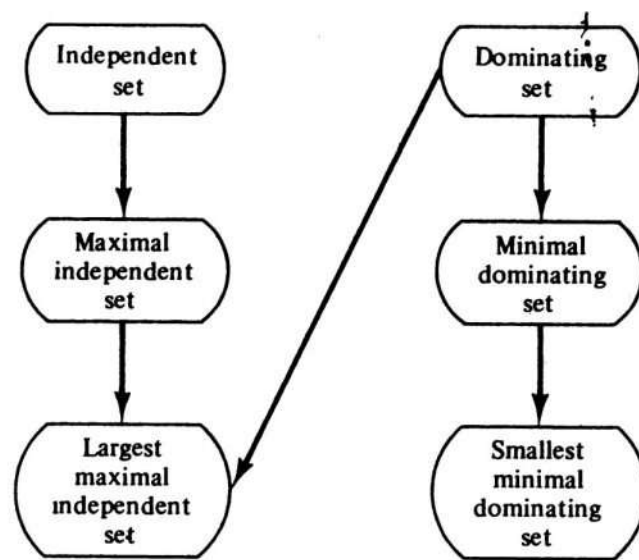 Independent
set
Dominating
set
Maximal
independent
set
Minimal
dominating
set
Largest
maximal
independent
set
Smallest
minimal
dominating
set